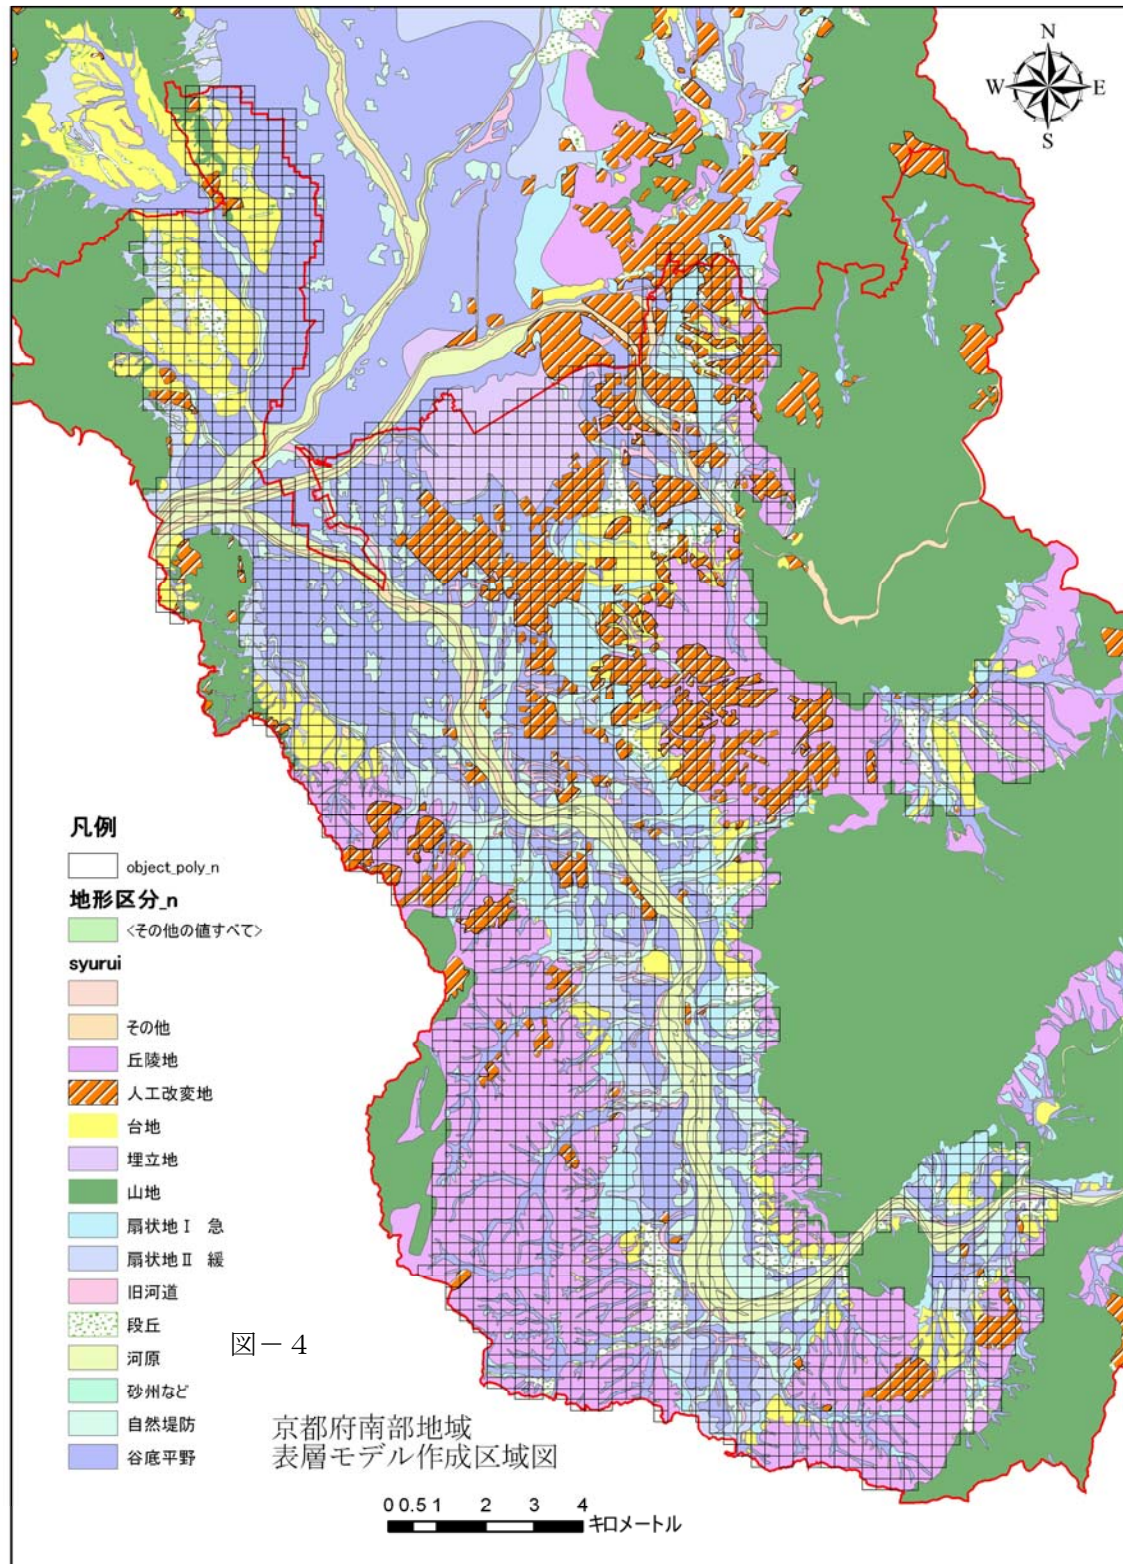 N
W E
S
凡例
object_poly_n
地形区分_n
<その他の値すべて>
syurui
その他
丘陵地
人工改変地
台地
埋立地
山地
扇状地Ⅰ 急
扇状地Ⅱ 緩
旧河道
段丘
河原
砂州など
自然堤防
谷底平野
図－４
京都府南部地域
表層モデル作成区域図
0 0.5 1 2 3 4
キロメートル